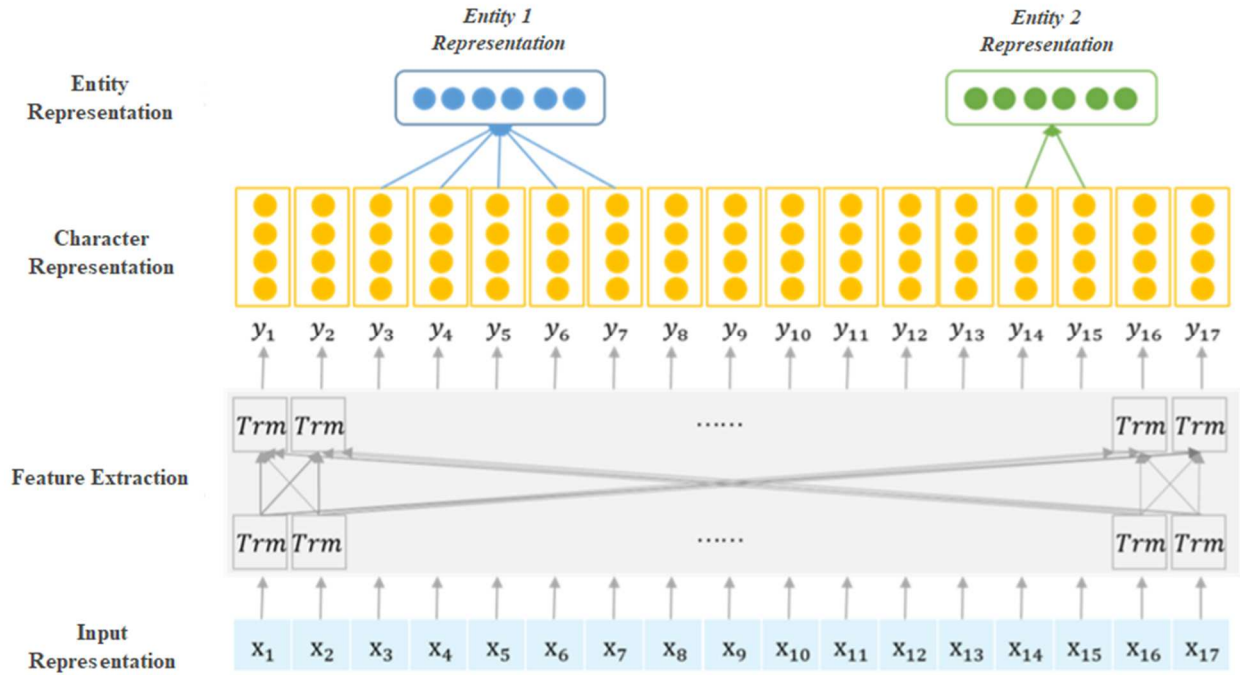 Entity 1
Representation
Entity 2
Representation
Entity
Representation
Character
Representation
y₁ y₂ y₃ y₄ y₅ y₆ y₇ y₈ y₉ y₁₀ y₁₁ y₁₂ y₁₃ y₁₄ y₁₅ y₁₆ y₁₇
Trm Trm ...... Trm Trm
Feature Extraction
Trm Trm ...... Trm Trm
Input
Representation
x₁ x₂ x₃ x₄ x₅ x₆ x₇ x₈ x₉ x₁₀ x₁₁ x₁₂ x₁₃ x₁₄ x₁₅ x₁₆ x₁₇